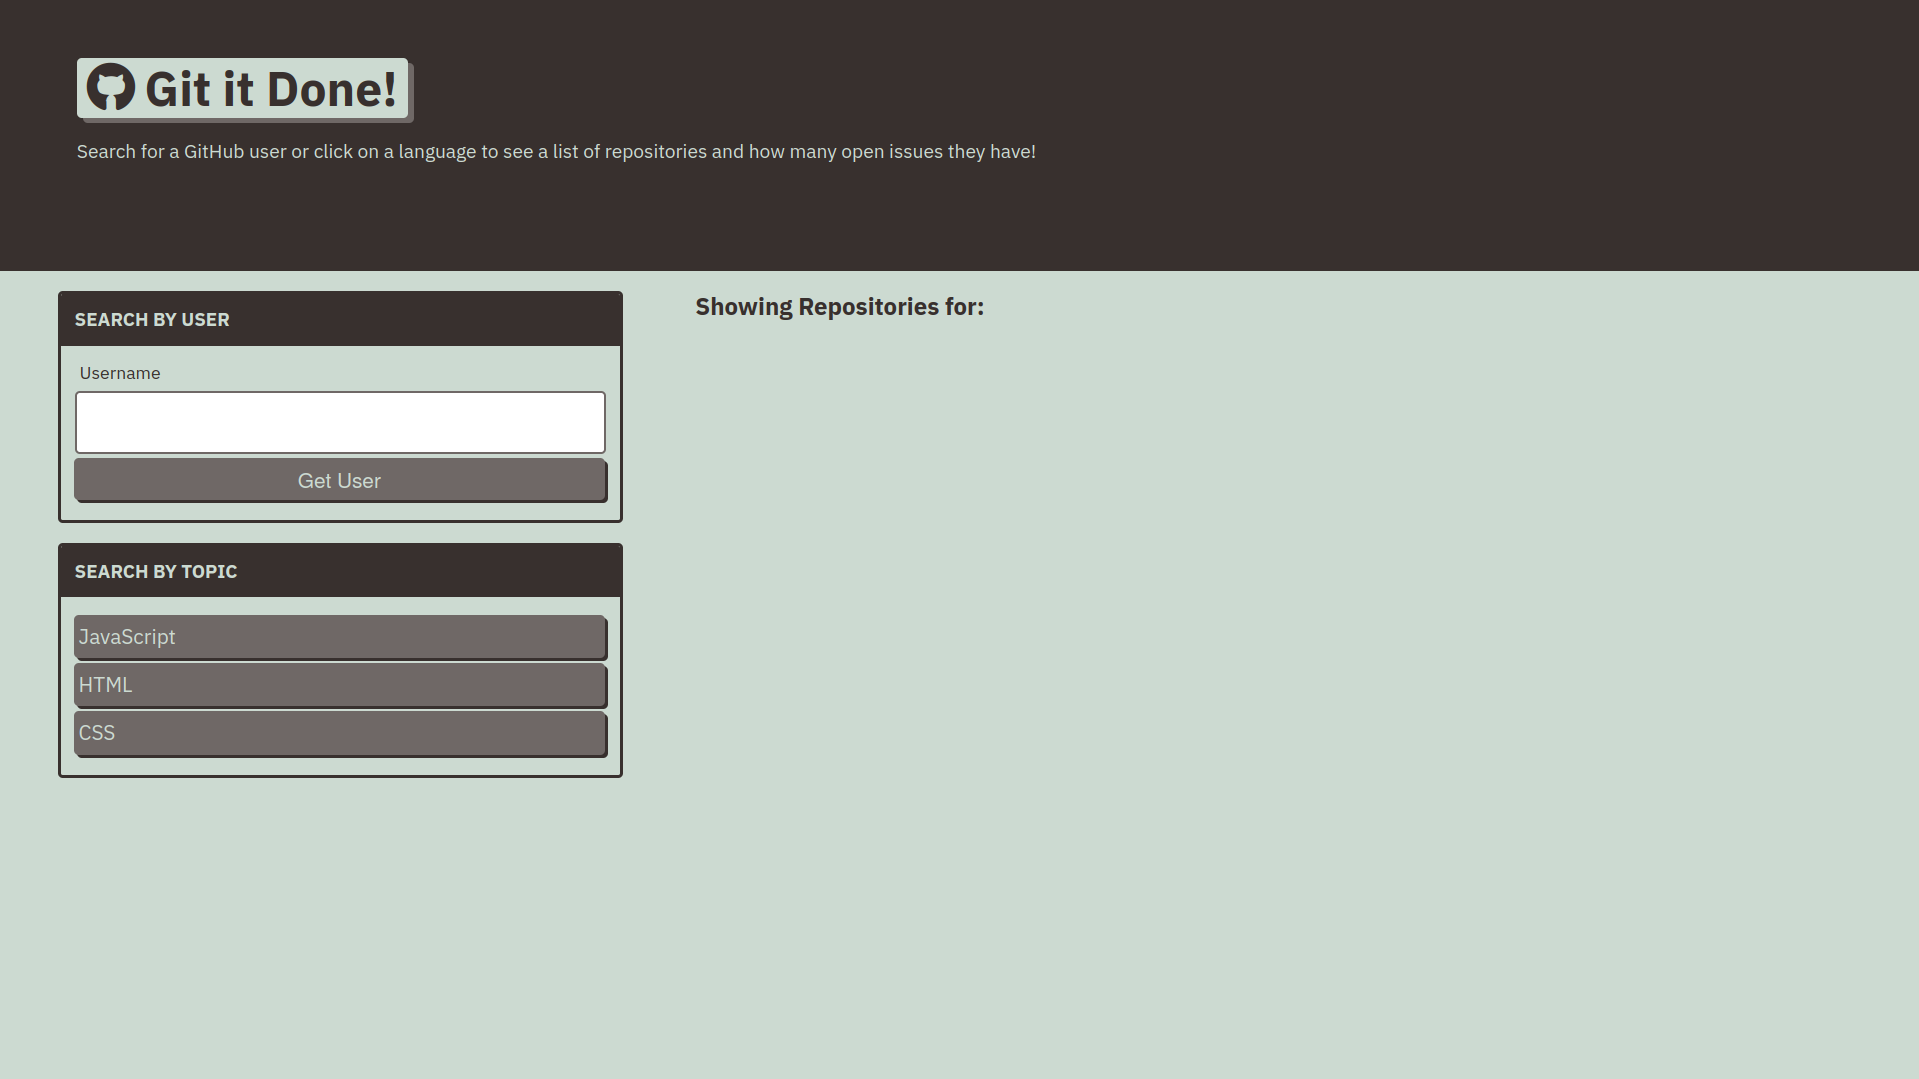 Git it Done!
Search for a GitHub user or click on a language to see a list of repositories and how many open issues they have!
SEARCH BY USER
Username
Get User
SEARCH BY TOPIC
JavaScript
HTML
CSS
Showing Repositories for: